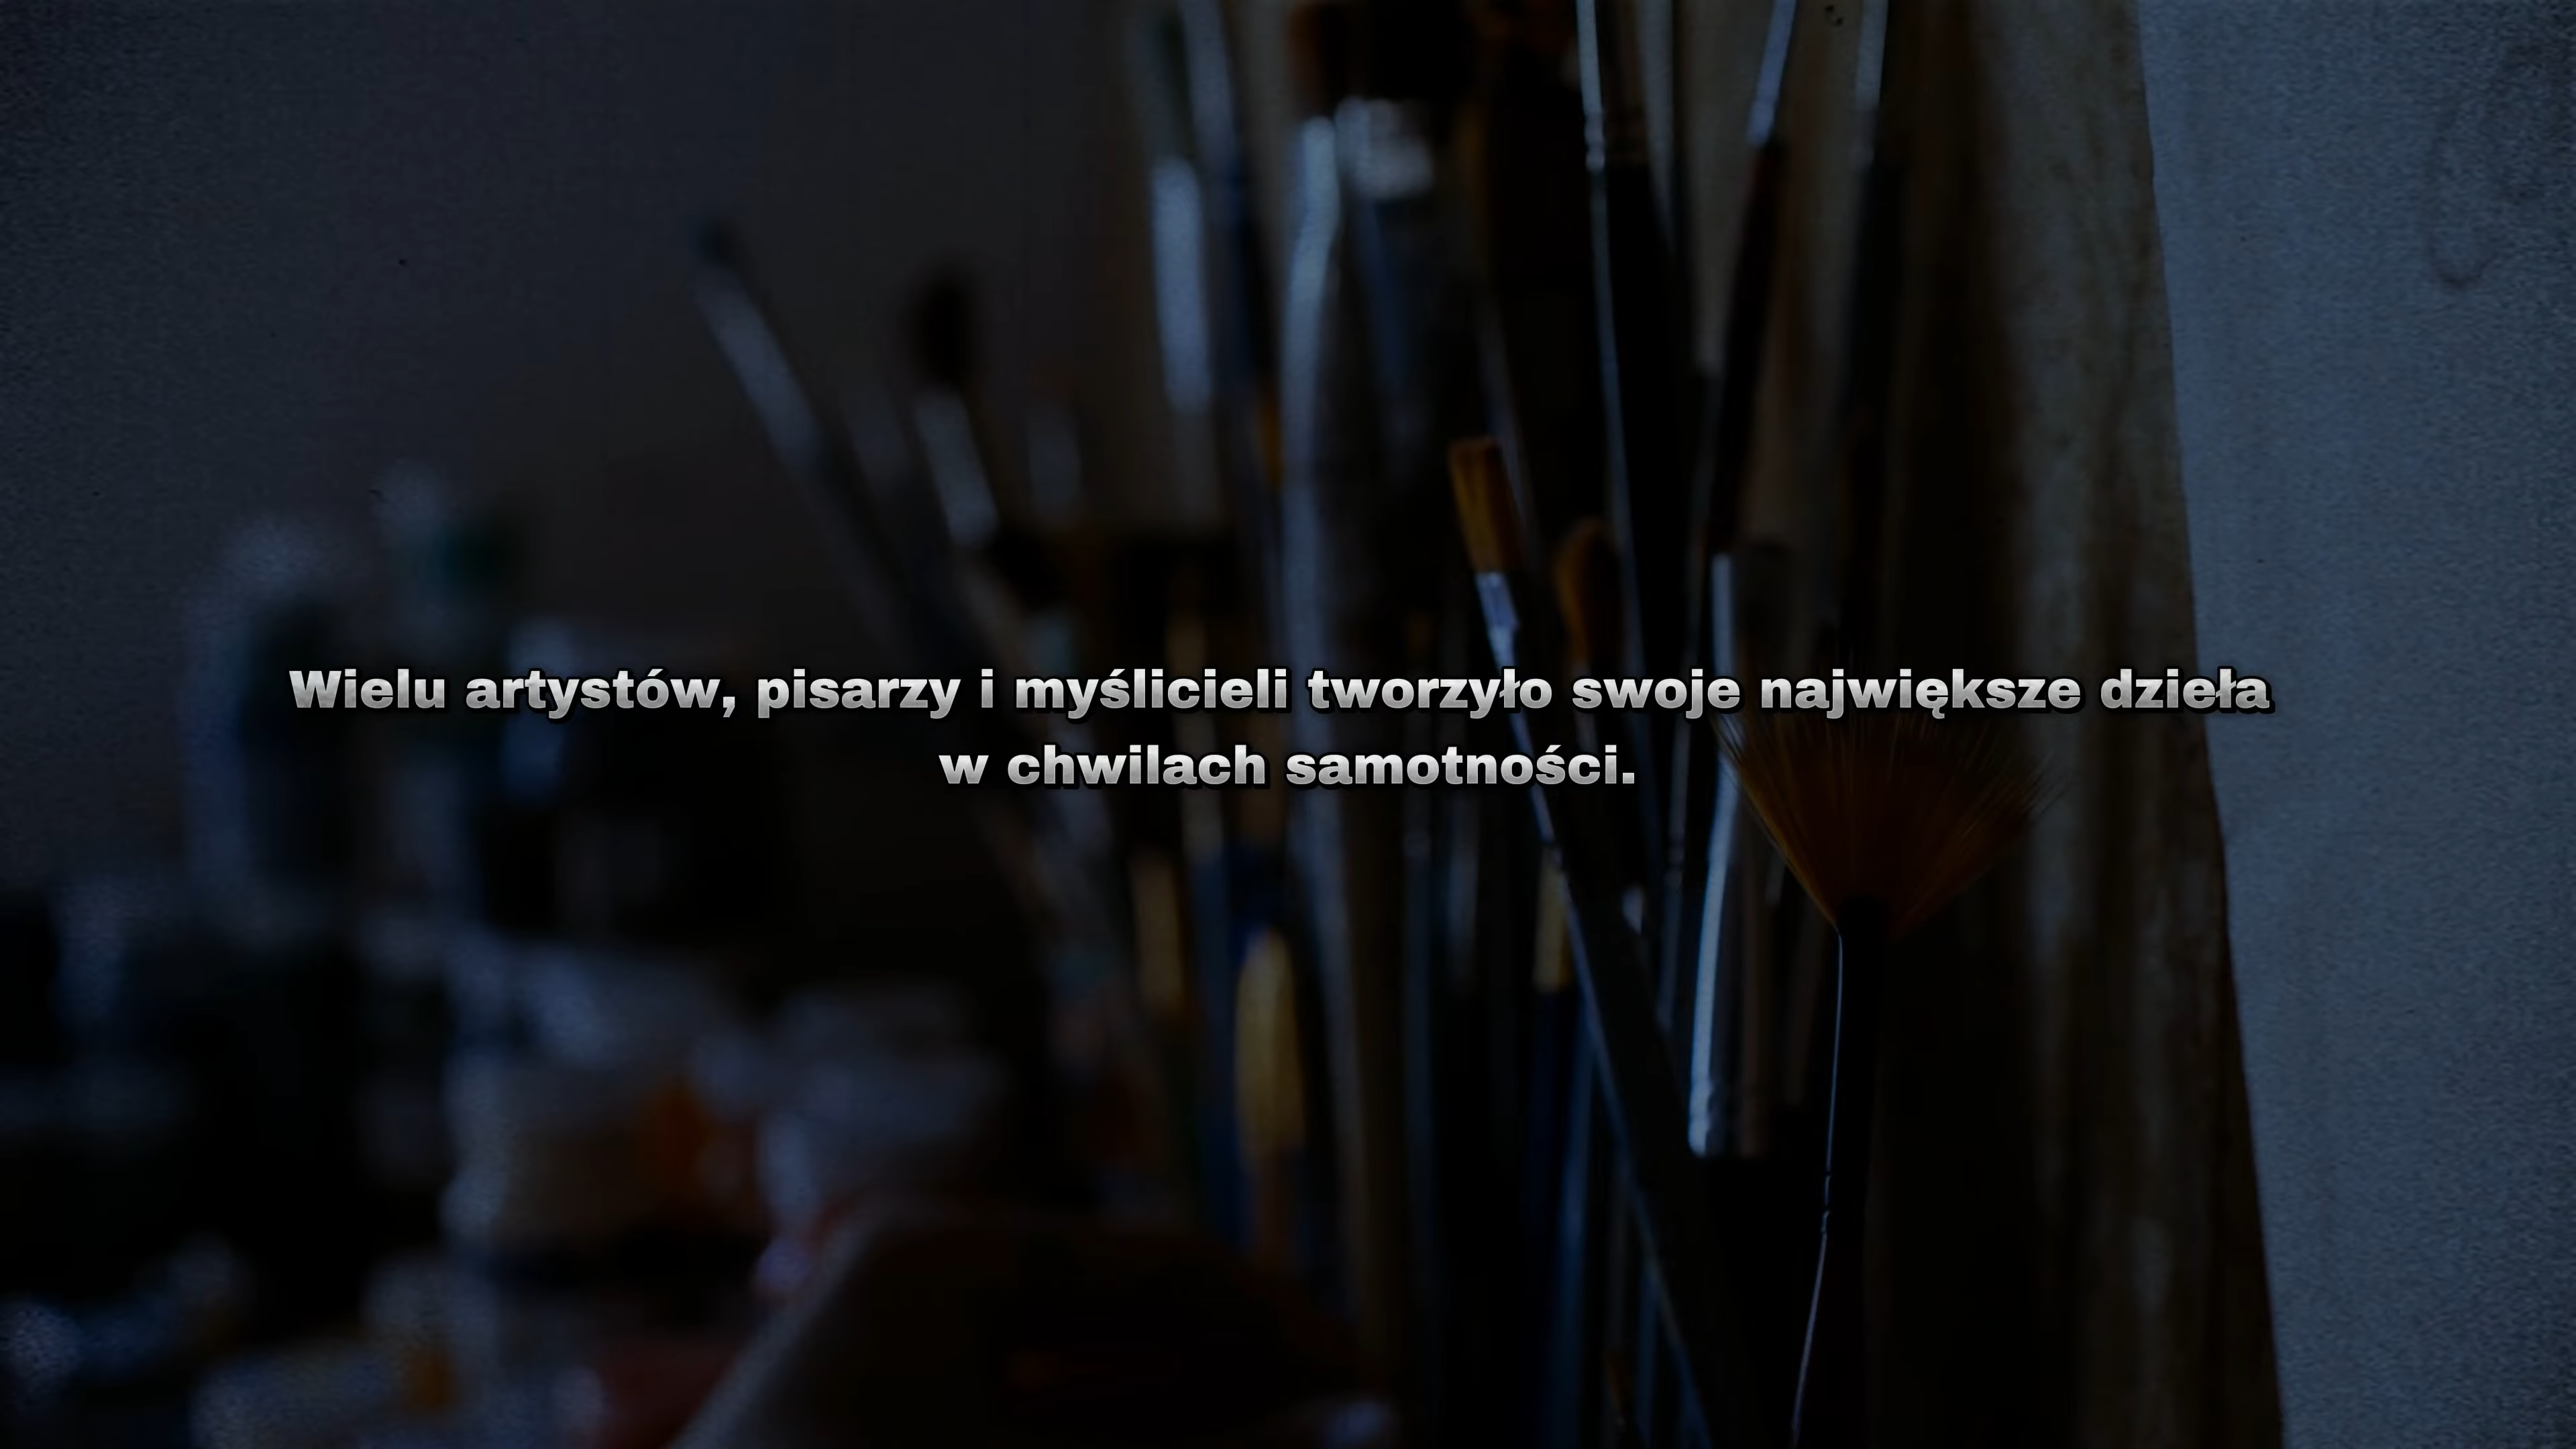 Wielu artystów, pisarzy i myślicieli tworzyło swoje największe dzieła
w chwilach samotności.